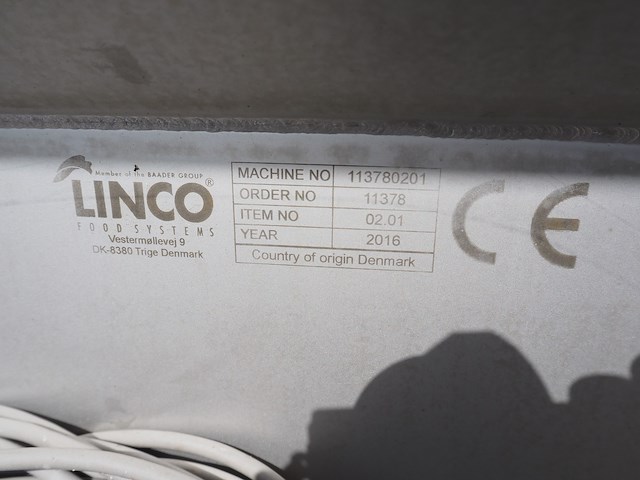 Member of the BAADER GROUP
LINCO®
FOOD SYSTEMS
Vestermøllevej 9
DK-8380 Trige Denmark
MACHINE NO 113780201
ORDER NO 11378
ITEM NO 02.01
YEAR 2016
Country of origin Denmark
CE